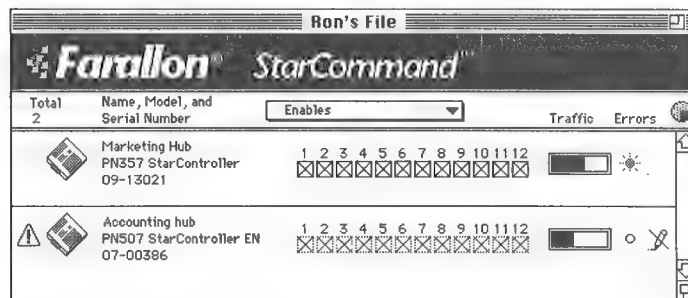 Ron's File
Farallon® StarCommand™
Total
2
Name, Model, and
Serial Number
Enables
Traffic Errors
Marketing Hub
PN357 StarController
09-13021
1 2 3 4 5 6 7 8 9 10 11 12
Accounting hub
PN507 StarController EN
07-00386
1 2 3 4 5 6 7 8 9 10 11 12